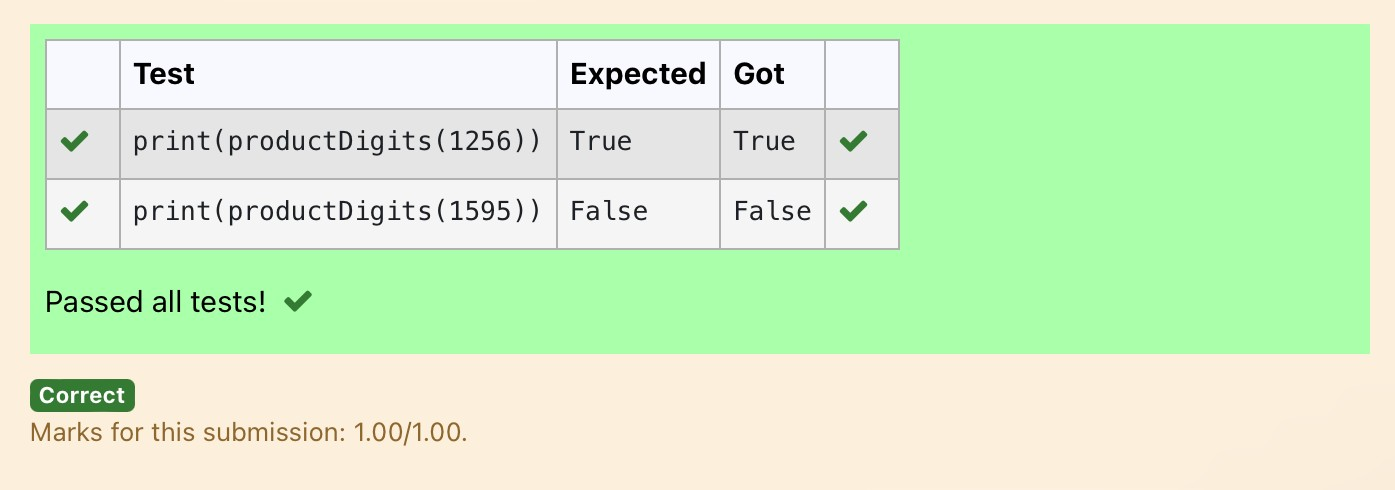 Test Expected Got
print(productDigits(1256)) True True
print(productDigits(1595)) False False
Passed all tests!
Correct
Marks for this submission: 1.00/1.00.